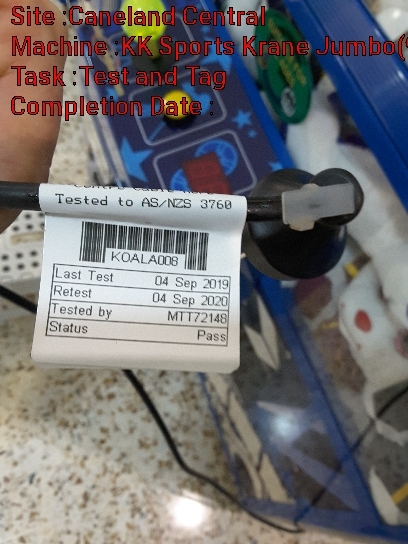 Site :Caneland Central
Machine :KK Sports Krane Jumbo(
Task :Test and Tag
Completion Date :
Tested to AS/NZS 3760
KOALA008
Last Test 04 Sep 2019
Retest 04 Sep 2020
Tested by MTT72148
Status Pass